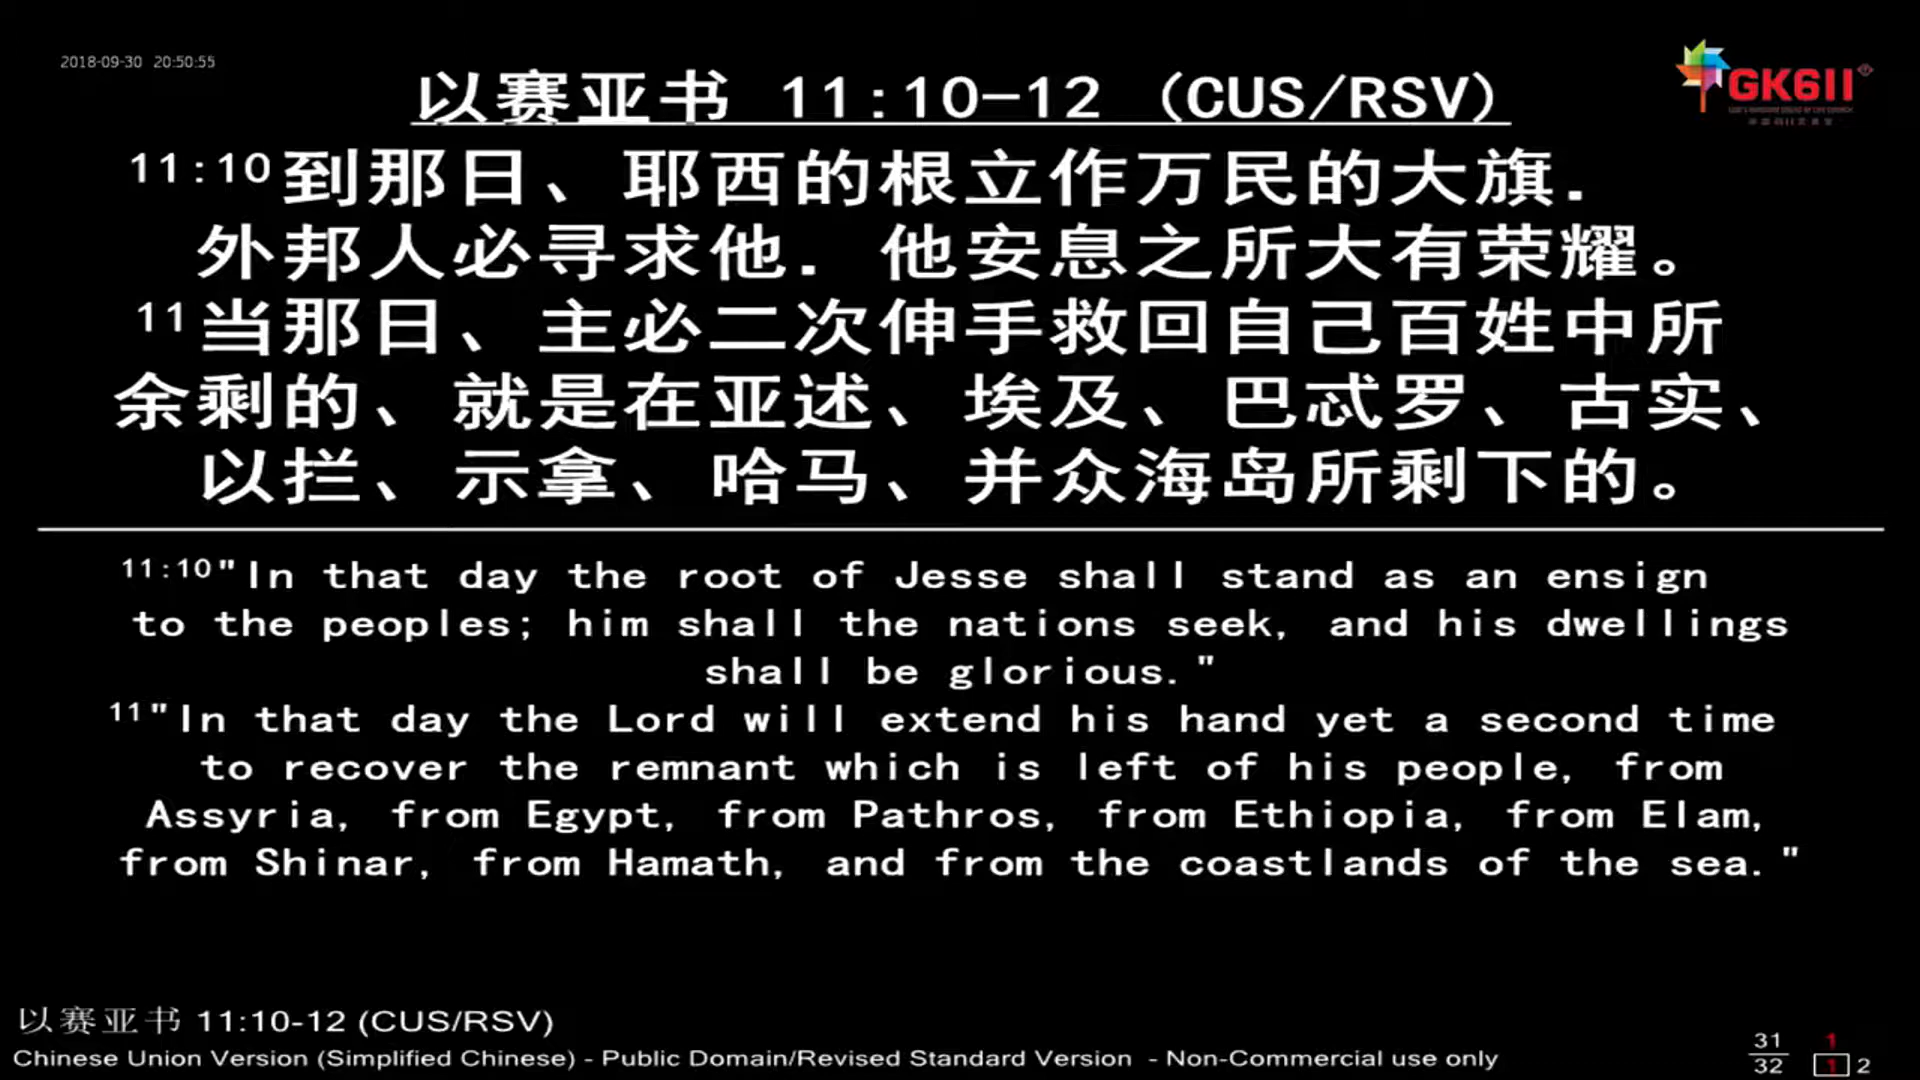 2018-09-30 20:50:55
以赛亚书 11:10-12 (CUS/RSV)
GK611
11:10到那日、耶西的根立作万民的大旗.
外邦人必寻求他. 他安息之所大有荣耀。
11当那日、主必二次伸手救回自己百姓中所
余剩的、就是在亚述、埃及、巴忒罗、古实、
以拦、示拿、哈马、并众海岛所剩下的。
11:10"In that day the root of Jesse shall stand as an ensign
to the peoples; him shall the nations seek, and his dwellings
shall be glorious."
11"In that day the Lord will extend his hand yet a second time
to recover the remnant which is left of his people, from
Assyria, from Egypt, from Pathros, from Ethiopia, from Elam,
from Shinar, from Hamath, and from the coastlands of the sea."
以赛亚书 11:10-12 (CUS/RSV)
Chinese Union Version (Simplified Chinese) - Public Domain/Revised Standard Version - Non-Commercial use only
31
32
1
1 2